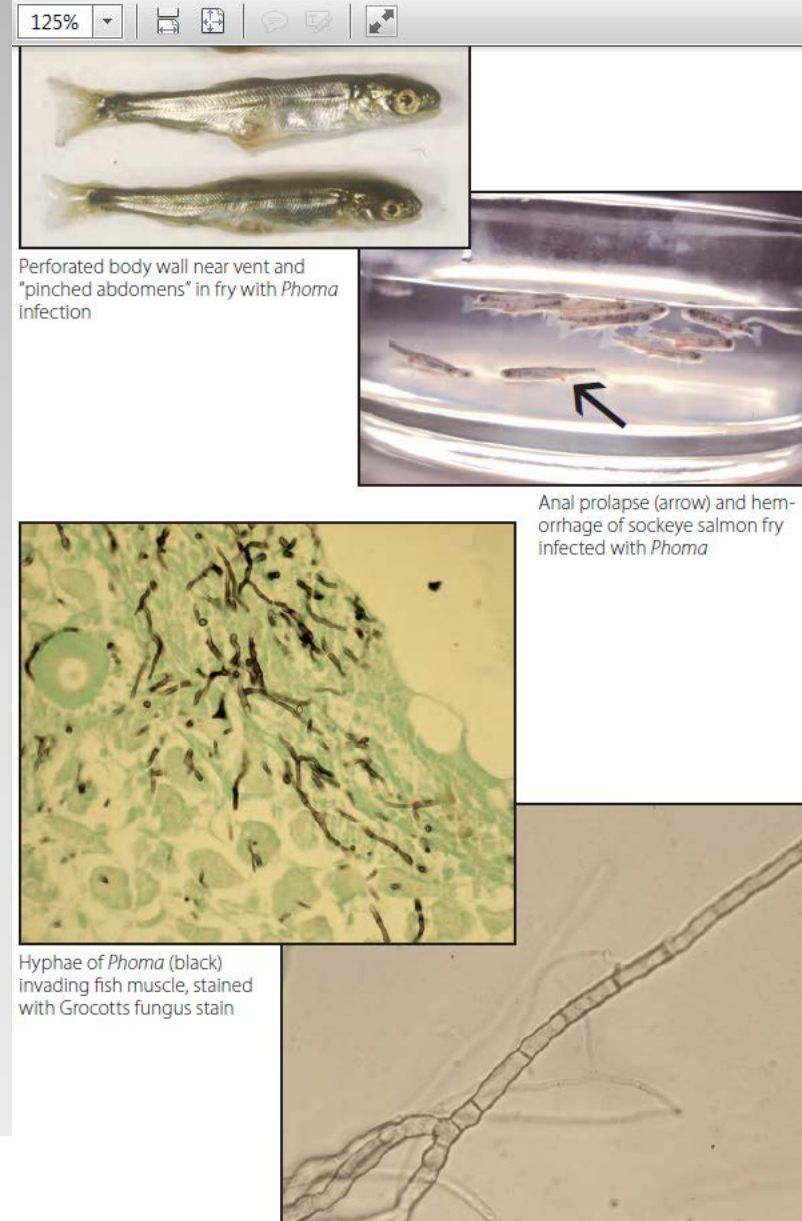 125%
Perforated body wall near vent and
"pinched abdomens" in fry with Phoma
infection
Anal prolapse (arrow) and hem-
orrhage of sockeye salmon fry
infected with Phoma
Hyphae of Phoma (black)
invading fish muscle, stained
with Grocotts fungus stain